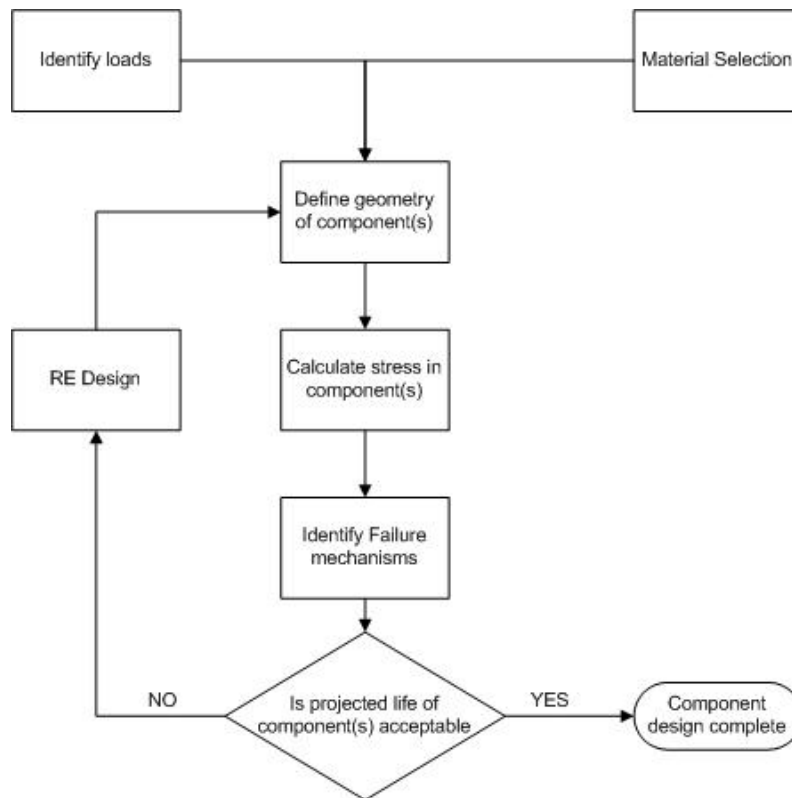 Identify loads
Material Selection
Define geometry
of component(s)
RE Design
Calculate stress in
component(s)
Identify Failure
mechanisms
NO
Is projected life of
component(s) acceptable
YES
Component
design complete